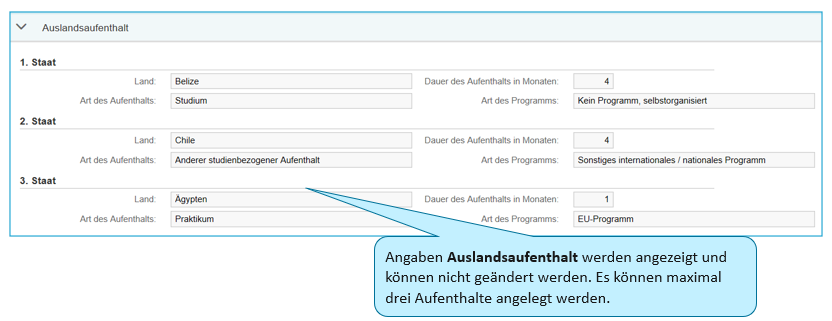 Auslandsaufenthalt
1. Staat
Land: Belize Dauer des Aufenthalts in Monaten: 4
Art des Aufenthalts: Studium Art des Programms: Kein Programm, selbstorganisiert
2. Staat
Land: Chile Dauer des Aufenthalts in Monaten: 4
Art des Aufenthalts: Anderer studienbezogener Aufenthalt Art des Programms: Sonstiges internationales / nationales Programm
3. Staat
Land: Ägypten Dauer des Aufenthalts in Monaten: 1
Art des Aufenthalts: Praktikum Art des Programms: EU-Programm
Angaben Auslandsaufenthalt werden angezeigt und
können nicht geändert werden. Es können maximal
drei Aufenthalte angelegt werden.